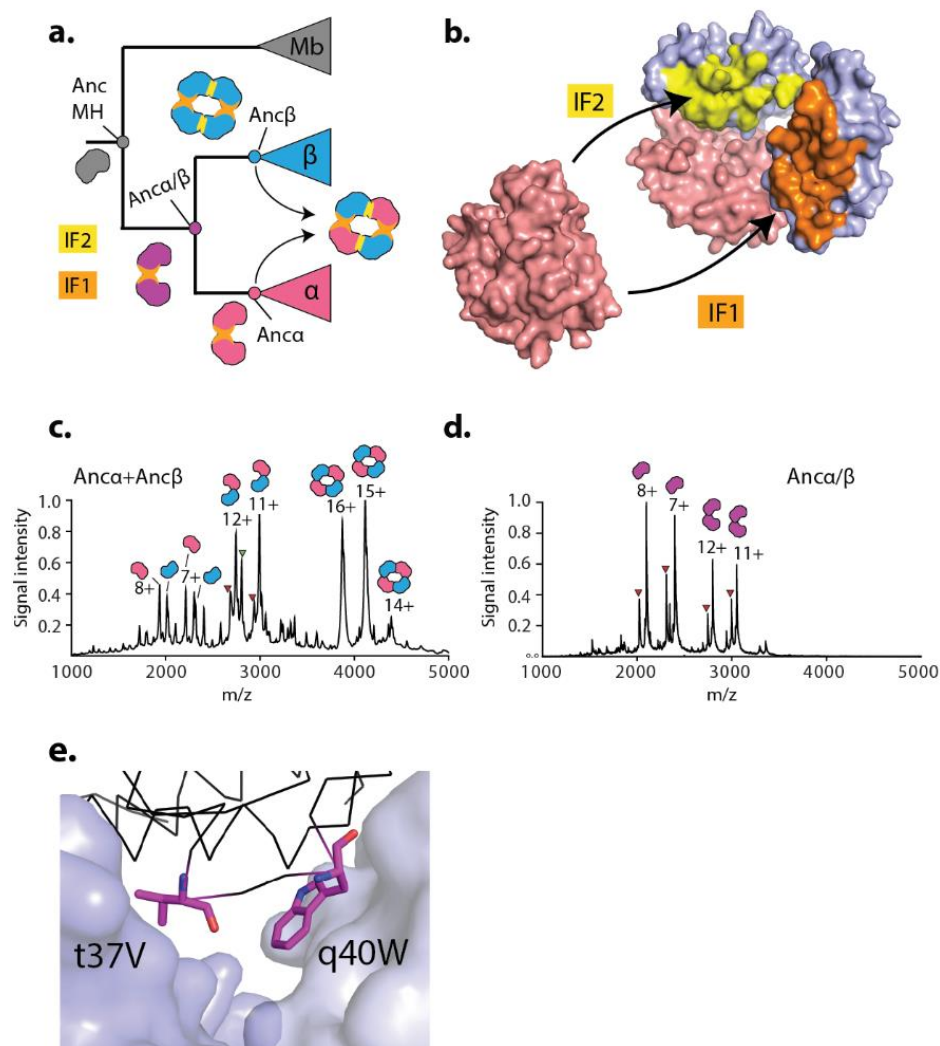 a.
Mb
Anc
MH
Ancβ
β
Ancα/β
IF2
IF1
α
Ancα
b.
IF2
IF1
c.
Ancα+Ancβ
Signal intensity
1.0
0.8
0.6
0.4
0.2
8+
7+
12+
11+
16+
15+
14+
1000 2000 3000 4000 5000
m/z
d.
Ancα/β
Signal intensity
1.0
0.8
0.6
0.4
0.2
0.0
8+
7+
12+
11+
1000 2000 3000 4000 5000
m/z
e.
t37V
q40W